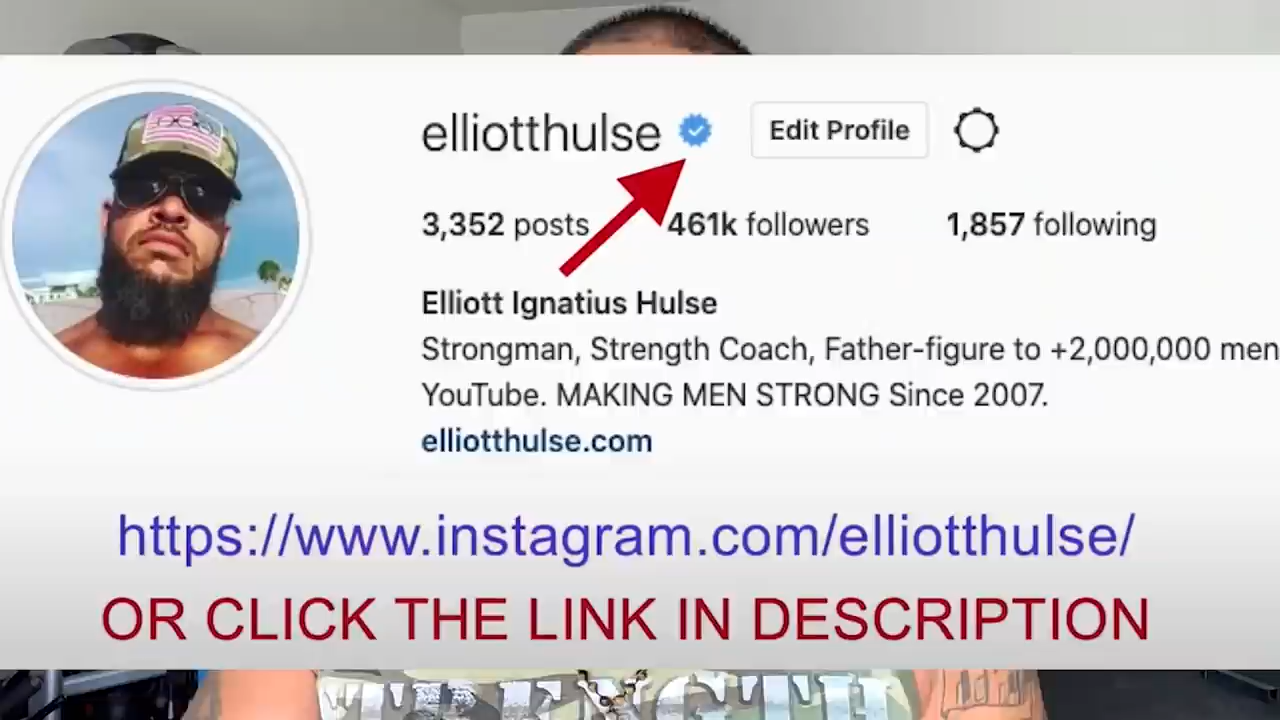 elliotthulse Edit Profile
3,352 posts 461k followers 1,857 following
Elliott Ignatius Hulse
Strongman, Strength Coach, Father-figure to +2,000,000 men
YouTube. MAKING MEN STRONG Since 2007.
elliotthulse.com
https://www.instagram.com/elliotthulse/
OR CLICK THE LINK IN DESCRIPTION